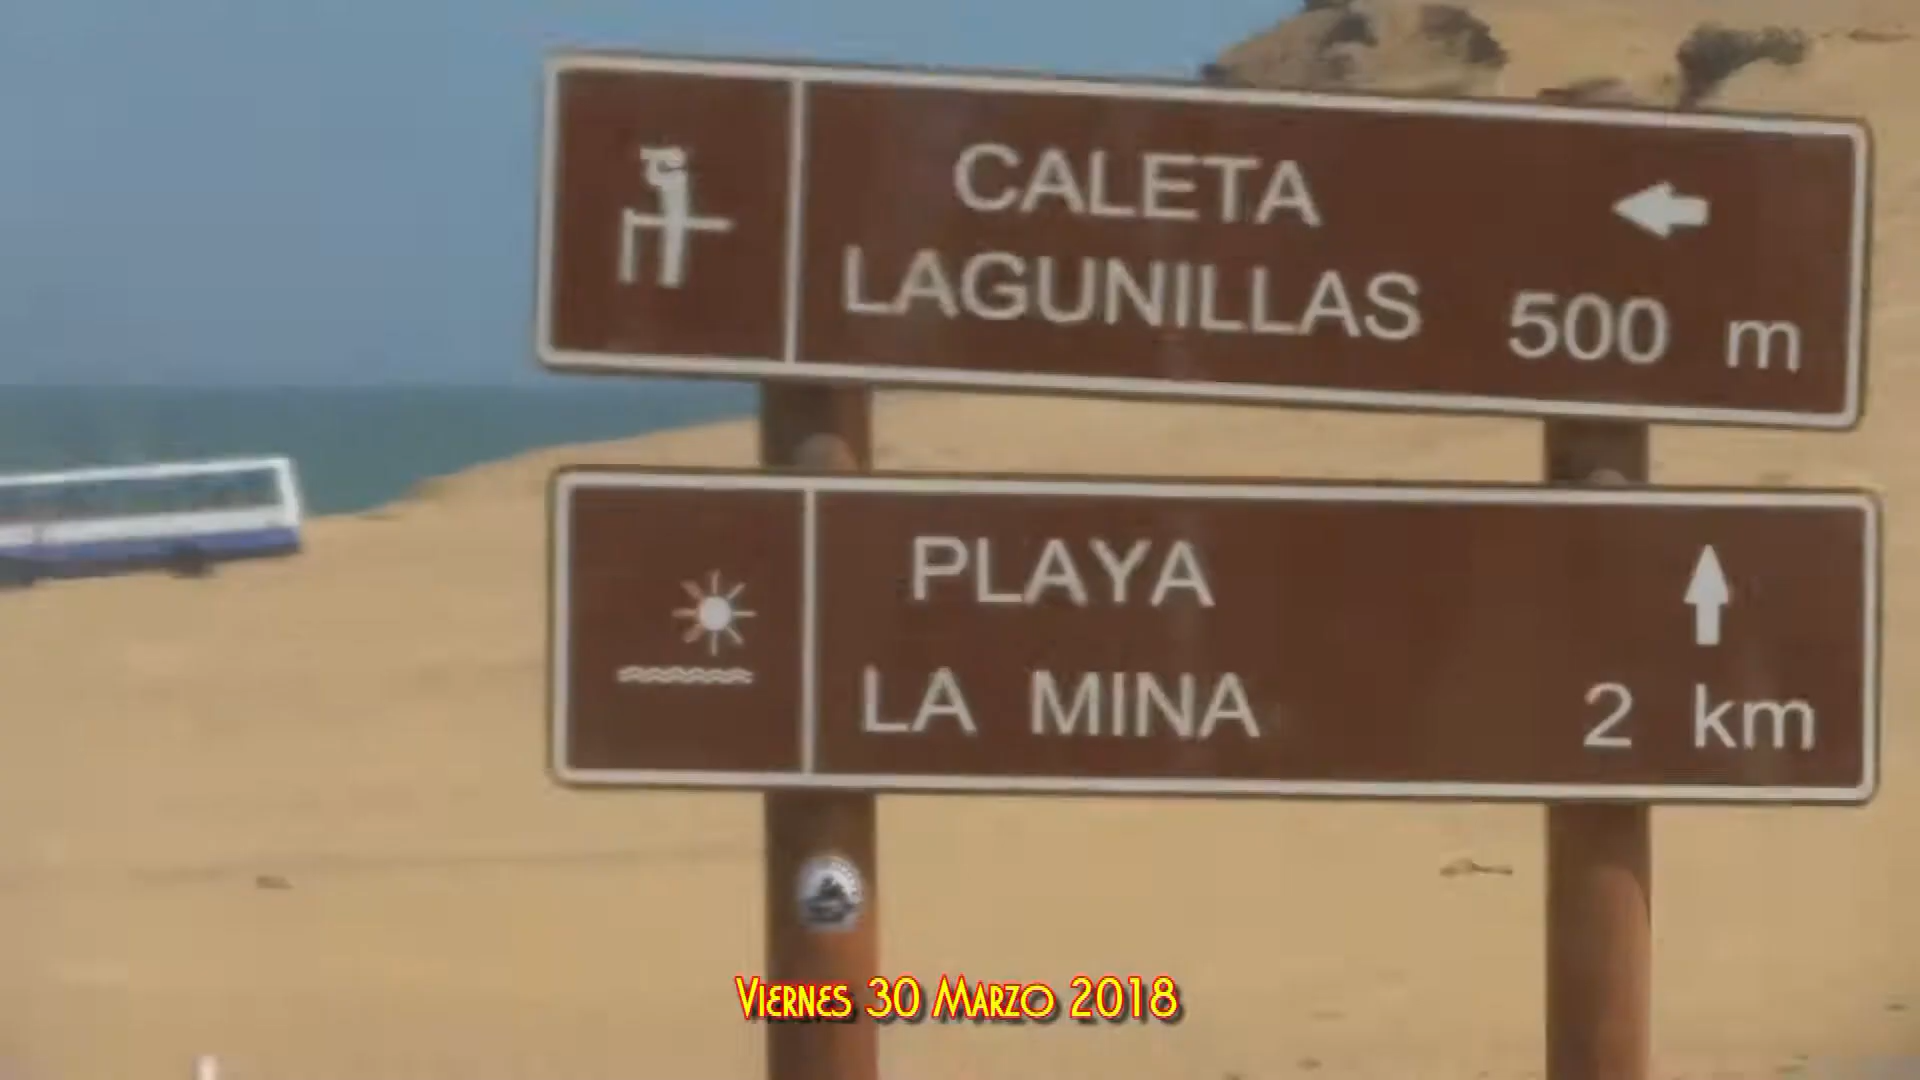 CALETA
LAGUNILLAS 500 m
PLAYA
LA MINA 2 km
Viernes 30 Marzo 2018